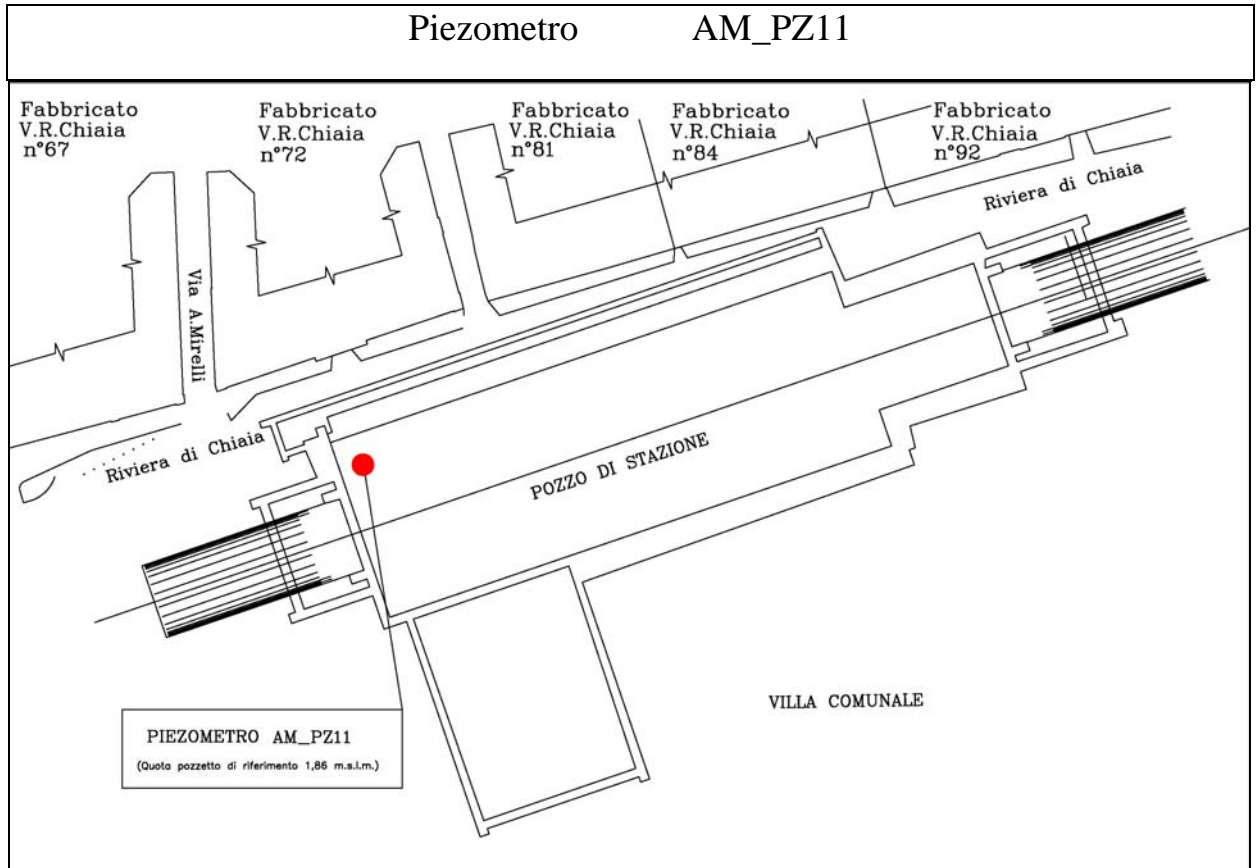 Piezometro AM_PZ11
Fabbricato
V.R.Chiaia
n°67
Fabbricato
V.R.Chiaia
n°72
Fabbricato
V.R.Chiaia
n°81
Fabbricato
V.R.Chiaia
n°84
Fabbricato
V.R.Chiaia
n°92
Riviera di Chiaia
Via A.Mirelli
Riviera di Chiaia
POZZO DI STAZIONE
VILLA COMUNALE
PIEZOMETRO AM_PZ11
(Quota pozzetto di riferimento 1,86 m.s.l.m.)